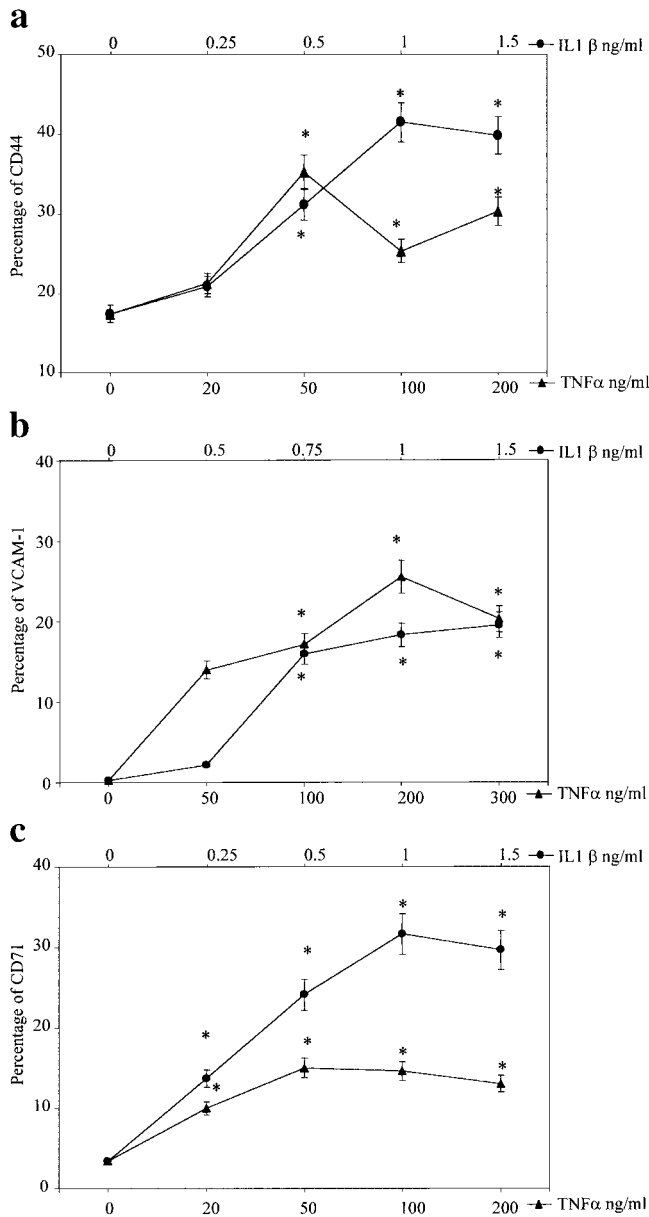 a
0 0.25 0.5 1 1.5 IL1 β ng/ml
50
40
30
20
10
Percentage of CD44
* * * * * *
0 20 50 100 200 TNFα ng/ml
b
0 0.5 0.75 1 1.5 IL1 β ng/ml
40
30
20
10
0
Percentage of VCAM-1
* * * * * *
0 50 100 200 300 TNFα ng/ml
c
0 0.25 0.5 1 1.5 IL1 β ng/ml
40
30
20
10
0
Percentage of CD71
* * * * * * * *
0 20 50 100 200 TNFα ng/ml